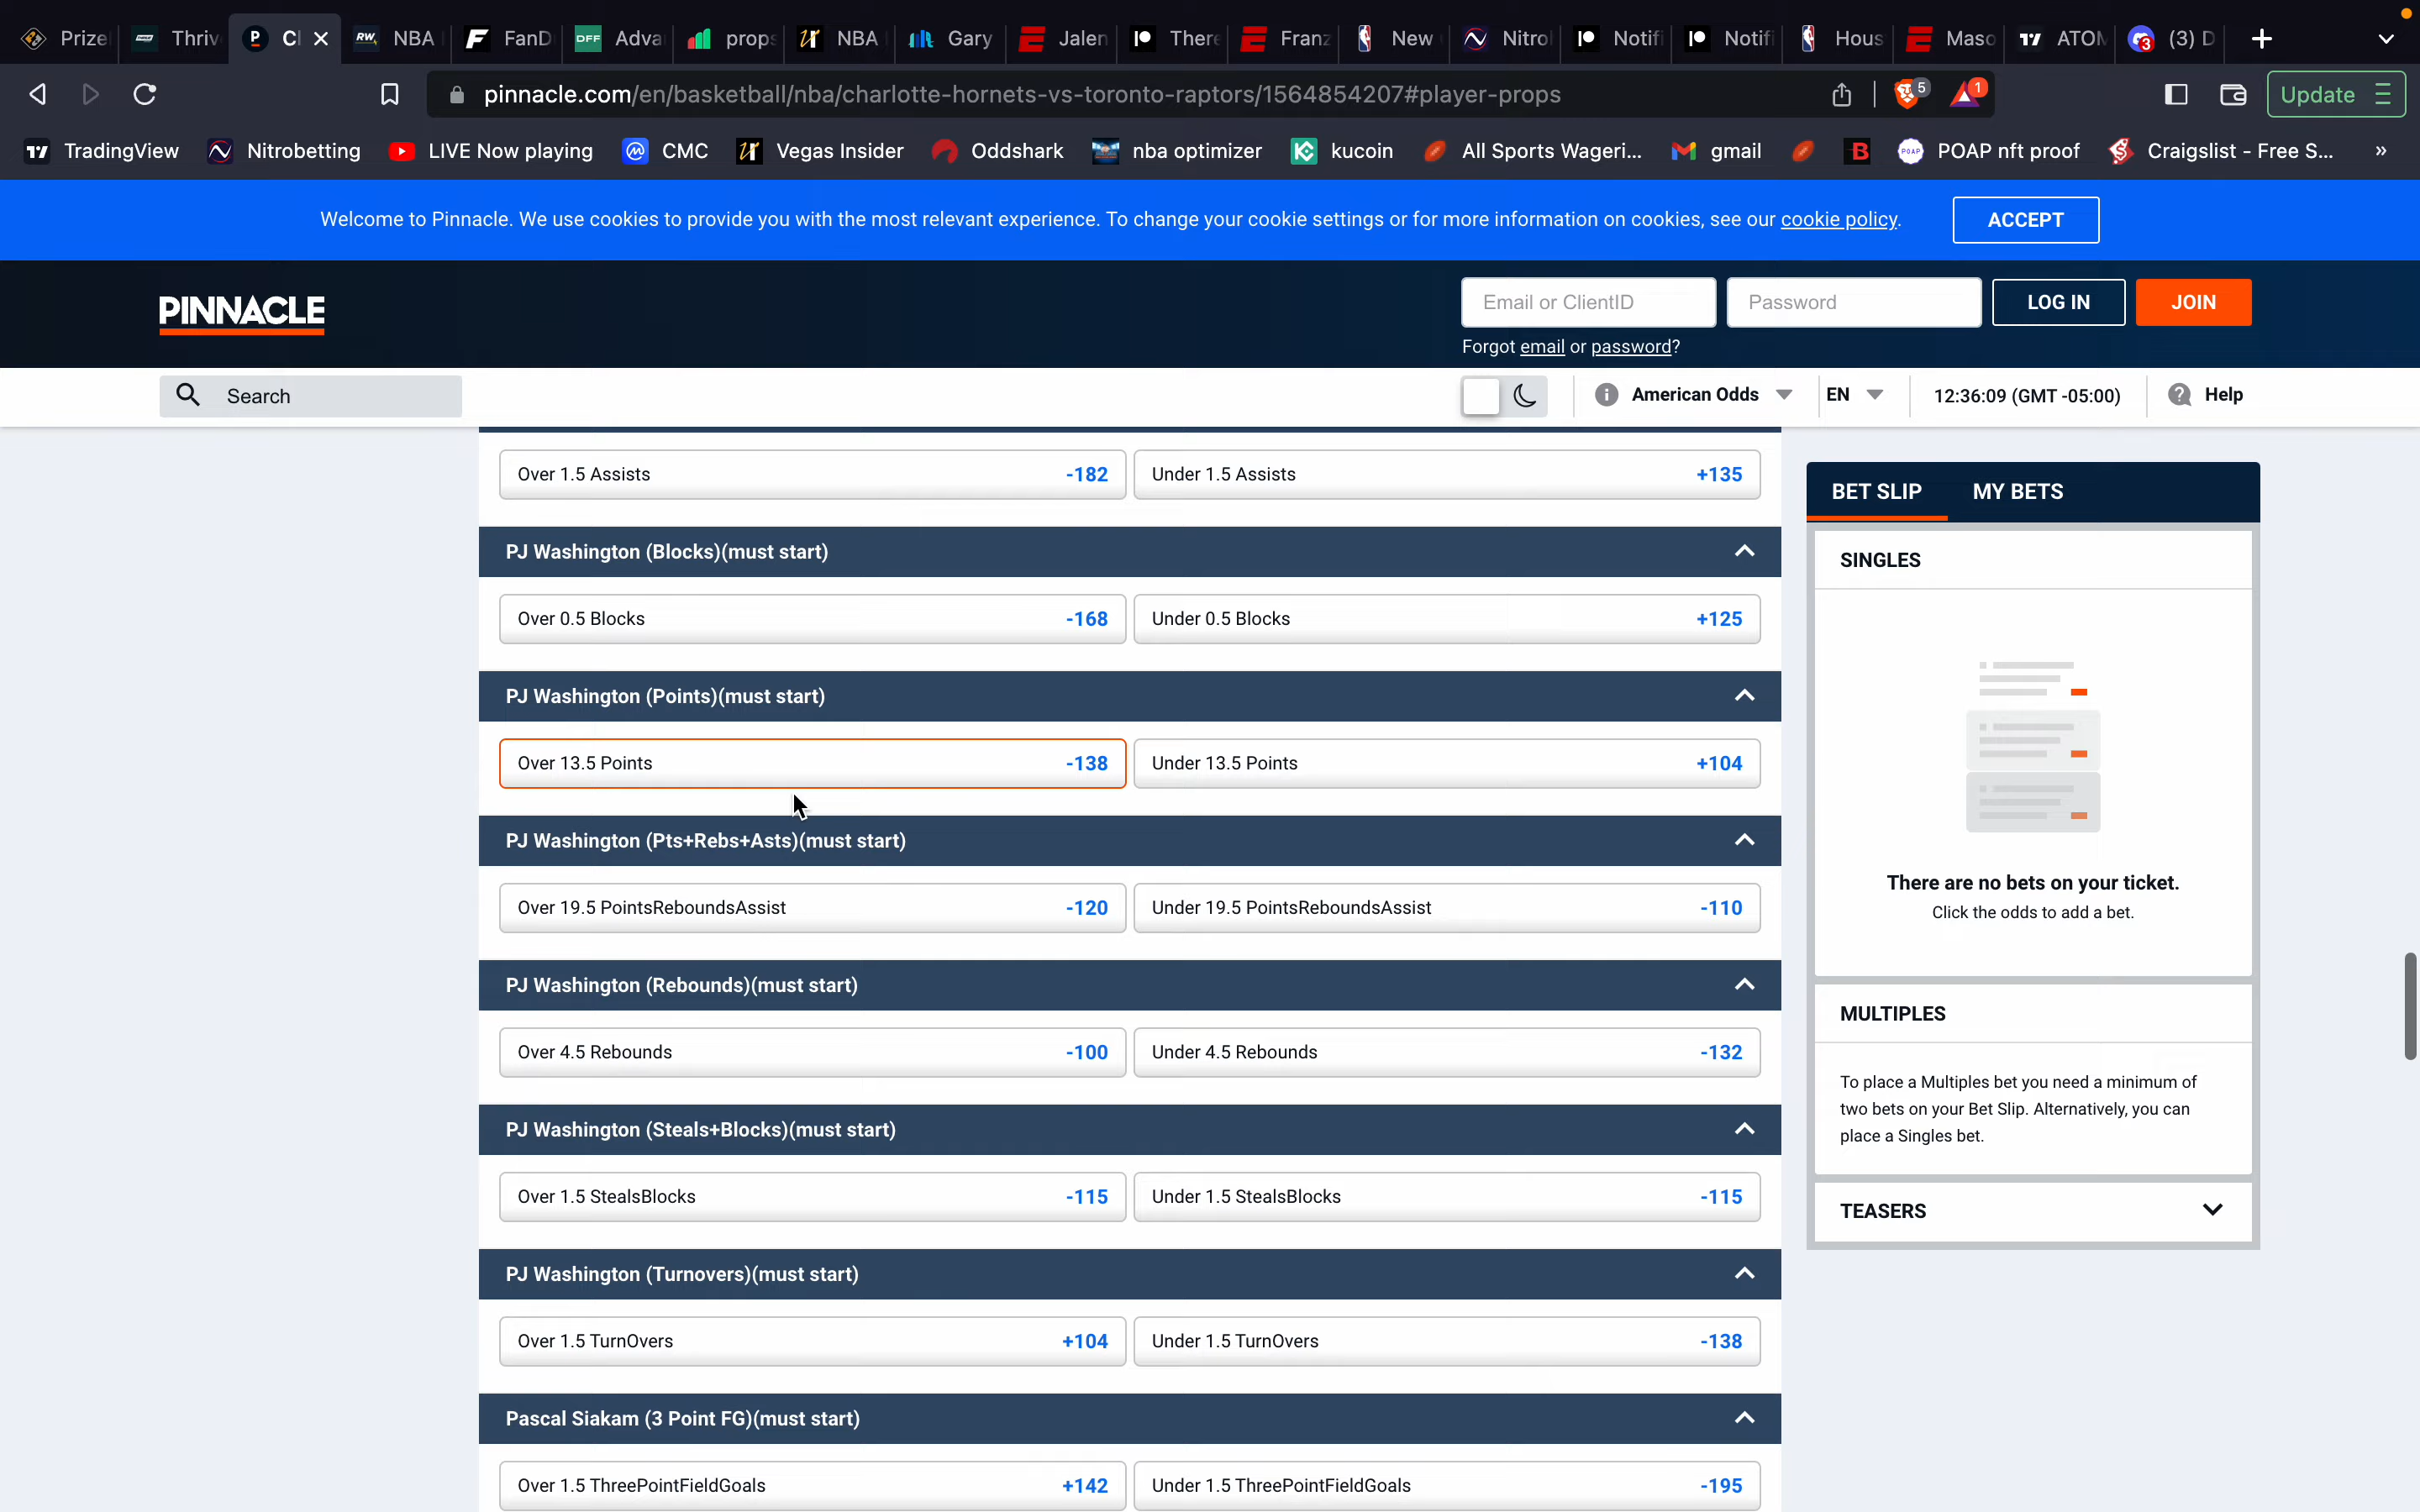 Prize
Thriv
Cl
NBA
FanD
Adva
props
NBA
Gary
Jalen
There
Franz
New
Nitrol
Notifi
Notifi
Hous
Maso
ATOM
(3) D
pinnacle.com/en/basketball/nba/charlotte-hornets-vs-toronto-raptors/1564854207#player-props
5
1
Update
TradingView
Nitrobetting
LIVE Now playing
CMC
Vegas Insider
Oddshark
nba optimizer
kucoin
All Sports Wageri...
gmail
POAP nft proof
Craigslist - Free S...
»
Welcome to Pinnacle. We use cookies to provide you with the most relevant experience. To change your cookie settings or for more information on cookies, see our cookie policy.
ACCEPT
PINNACLE
Email or ClientID
Password
LOG IN
JOIN
Forgot email or password?
Search
American Odds
EN
12:36:09 (GMT -05:00)
Help
Over 1.5 Assists -182
Under 1.5 Assists +135
PJ Washington (Blocks)(must start)
Over 0.5 Blocks -168
Under 0.5 Blocks +125
PJ Washington (Points)(must start)
Over 13.5 Points -138
Under 13.5 Points +104
PJ Washington (Pts+Rebs+Asts)(must start)
Over 19.5 PointsReboundsAssist -120
Under 19.5 PointsReboundsAssist -110
PJ Washington (Rebounds)(must start)
Over 4.5 Rebounds -100
Under 4.5 Rebounds -132
PJ Washington (Steals+Blocks)(must start)
Over 1.5 StealsBlocks -115
Under 1.5 StealsBlocks -115
PJ Washington (Turnovers)(must start)
Over 1.5 TurnOvers +104
Under 1.5 TurnOvers -138
Pascal Siakam (3 Point FG)(must start)
Over 1.5 ThreePointFieldGoals +142
Under 1.5 ThreePointFieldGoals -195
BET SLIP
MY BETS
SINGLES
There are no bets on your ticket.
Click the odds to add a bet.
MULTIPLES
To place a Multiples bet you need a minimum of
two bets on your Bet Slip. Alternatively, you can
place a Singles bet.
TEASERS